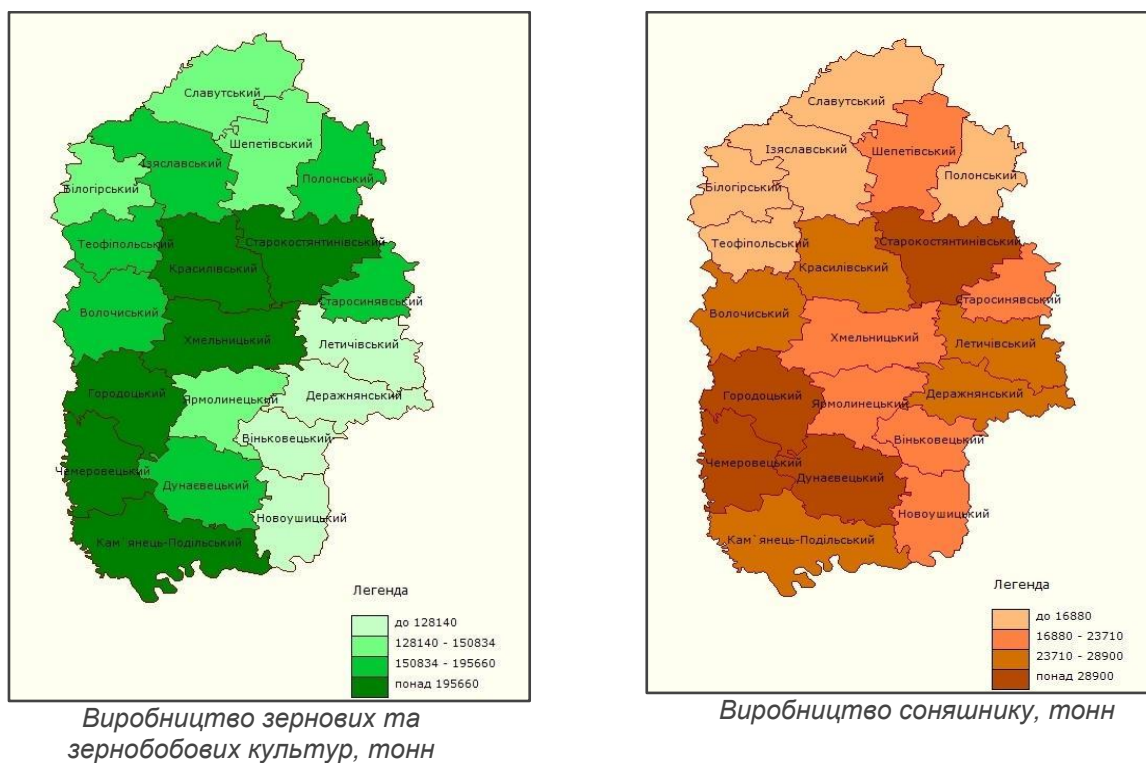 Славутський
Шепетівський
Ізяславський
Полонський
Білогірський
Теофіпольський
Старокостянтинівський
Красилівський
Старосинявський
Волочиський
Хмельницький
Летичівський
Городоцький
Деражнянський
Ярмолинецький
Віньковецький
Чемеровецький
Дунаєвецький
Новоушицький
Кам`янець-Подільський
Легенда
до 128140
128140 - 150834
150834 - 195660
понад 195660
Виробництво зернових та
зернобобових культур, тонн
Славутський
Ізяславський
Шепетівський
Полонський
Білогірський
Теофіпольський
Старокостянтинівський
Красилівський
Старосинявський
Волочиський
Хмельницький
Летичівський
Городоцький
Деражнянський
Ярмолинецький
Віньковецький
Чемеровецький
Дунаєвецький
Новоушицький
Кам`янець-Подільський
Легенда
до 16880
16880 - 23710
23710 - 28900
понад 28900
Виробництво соняшнику, тонн